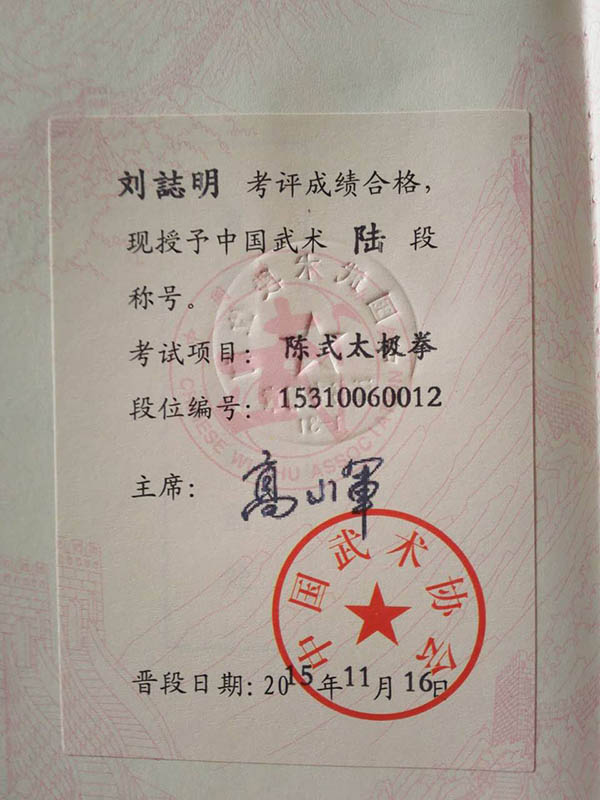 刘誌明 考评成绩合格,
现授予中国武术 陆 段
称号。
考试项目: 陈式太极拳
段位编号: 15310060012
主席: 高小军
中国武术协会
晋段日期: 2015年11月16日